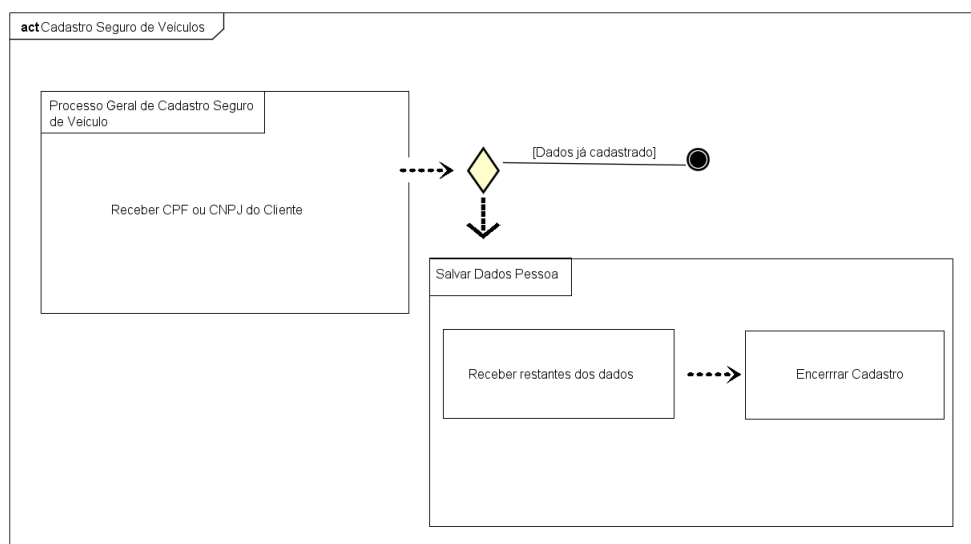 act Cadastro Seguro de Veículos
Processo Geral de Cadastro Seguro
de Veículo
[Dados já cadastrado]
Receber CPF ou CNPJ do Cliente
Salvar Dados Pessoa
Receber restantes dos dados
Encerrrar Cadastro